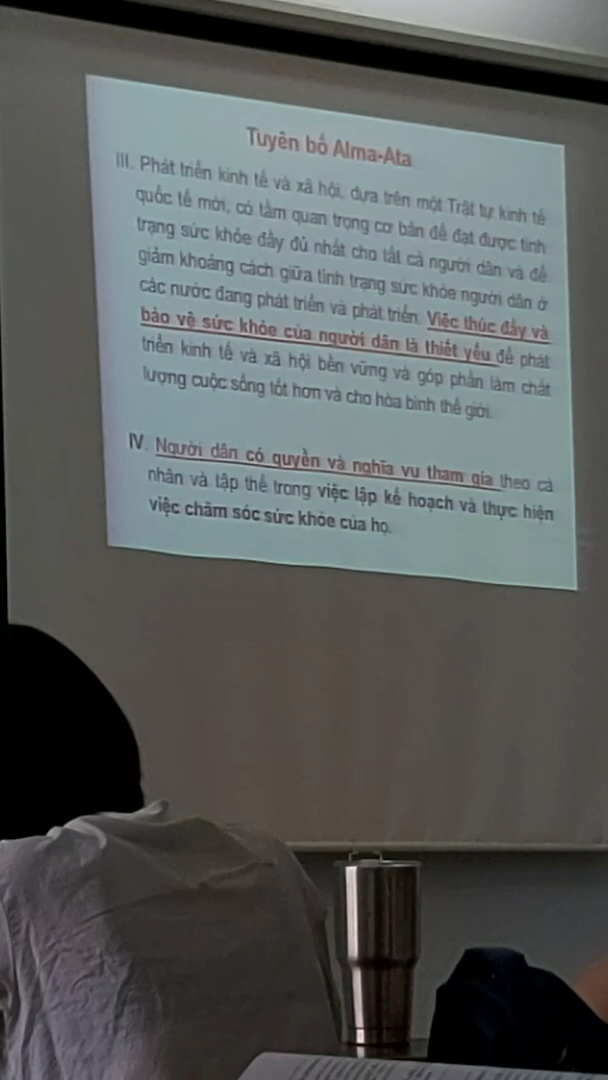 Tuyên bố Alma-Ata
III. Phát triển kinh tế và xã hội, dựa trên một Trật tự kinh tế
quốc tế mới, có tầm quan trọng cơ bản để đạt được tình
trạng sức khỏe đầy đủ nhất cho tất cả người dân và để
giảm khoảng cách giữa tình trạng sức khỏe người dân ở
các nước đang phát triển và phát triển. Việc thúc đẩy và
bảo vệ sức khỏe của người dân là thiết yếu để phát
triển kinh tế và xã hội bền vững và góp phần làm chất
lượng cuộc sống tốt hơn và cho hòa bình thế giới.
IV. Người dân có quyền và nghĩa vụ tham gia theo cá
nhân và tập thể trong việc lập kế hoạch và thực hiện
việc chăm sóc sức khỏe của họ.